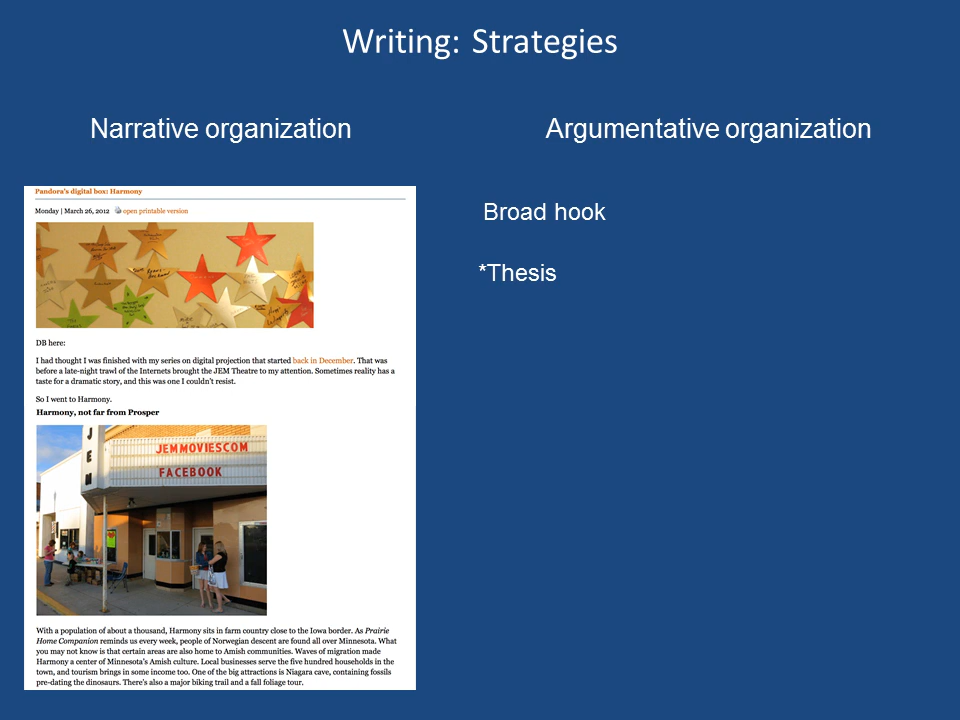 Writing: Strategies
Narrative organization
Argumentative organization
Broad hook
*Thesis
Pandora's digital box: Harmony
Monday | March 26, 2012 open printable version
DB here:
I had thought I was finished with my series on digital projection that started back in December. That was
before a late-night trawl of the Internets brought the JEM Theatre to my attention. Sometimes reality has a
taste for a dramatic story, and this was one I couldn't resist.
So I went to Harmony.
Harmony, not far from Prosper
JEM
JEMMOVIESCOM
FACEBOOK
With a population of about a thousand, Harmony sits in farm country close to the Iowa border. As Prairie
Home Companion reminds us every week, people of Norwegian descent are found all over Minnesota. What
you may not know is that certain areas are also home to Amish communities. Waves of migration made
Harmony a center of Minnesota's Amish culture. Local businesses serve the five hundred households in the
town, and tourism brings in some income too. One of the big attractions is Niagara cave, containing fossils
pre-dating the dinosaurs. There's also a major biking trail and a fall foliage tour.